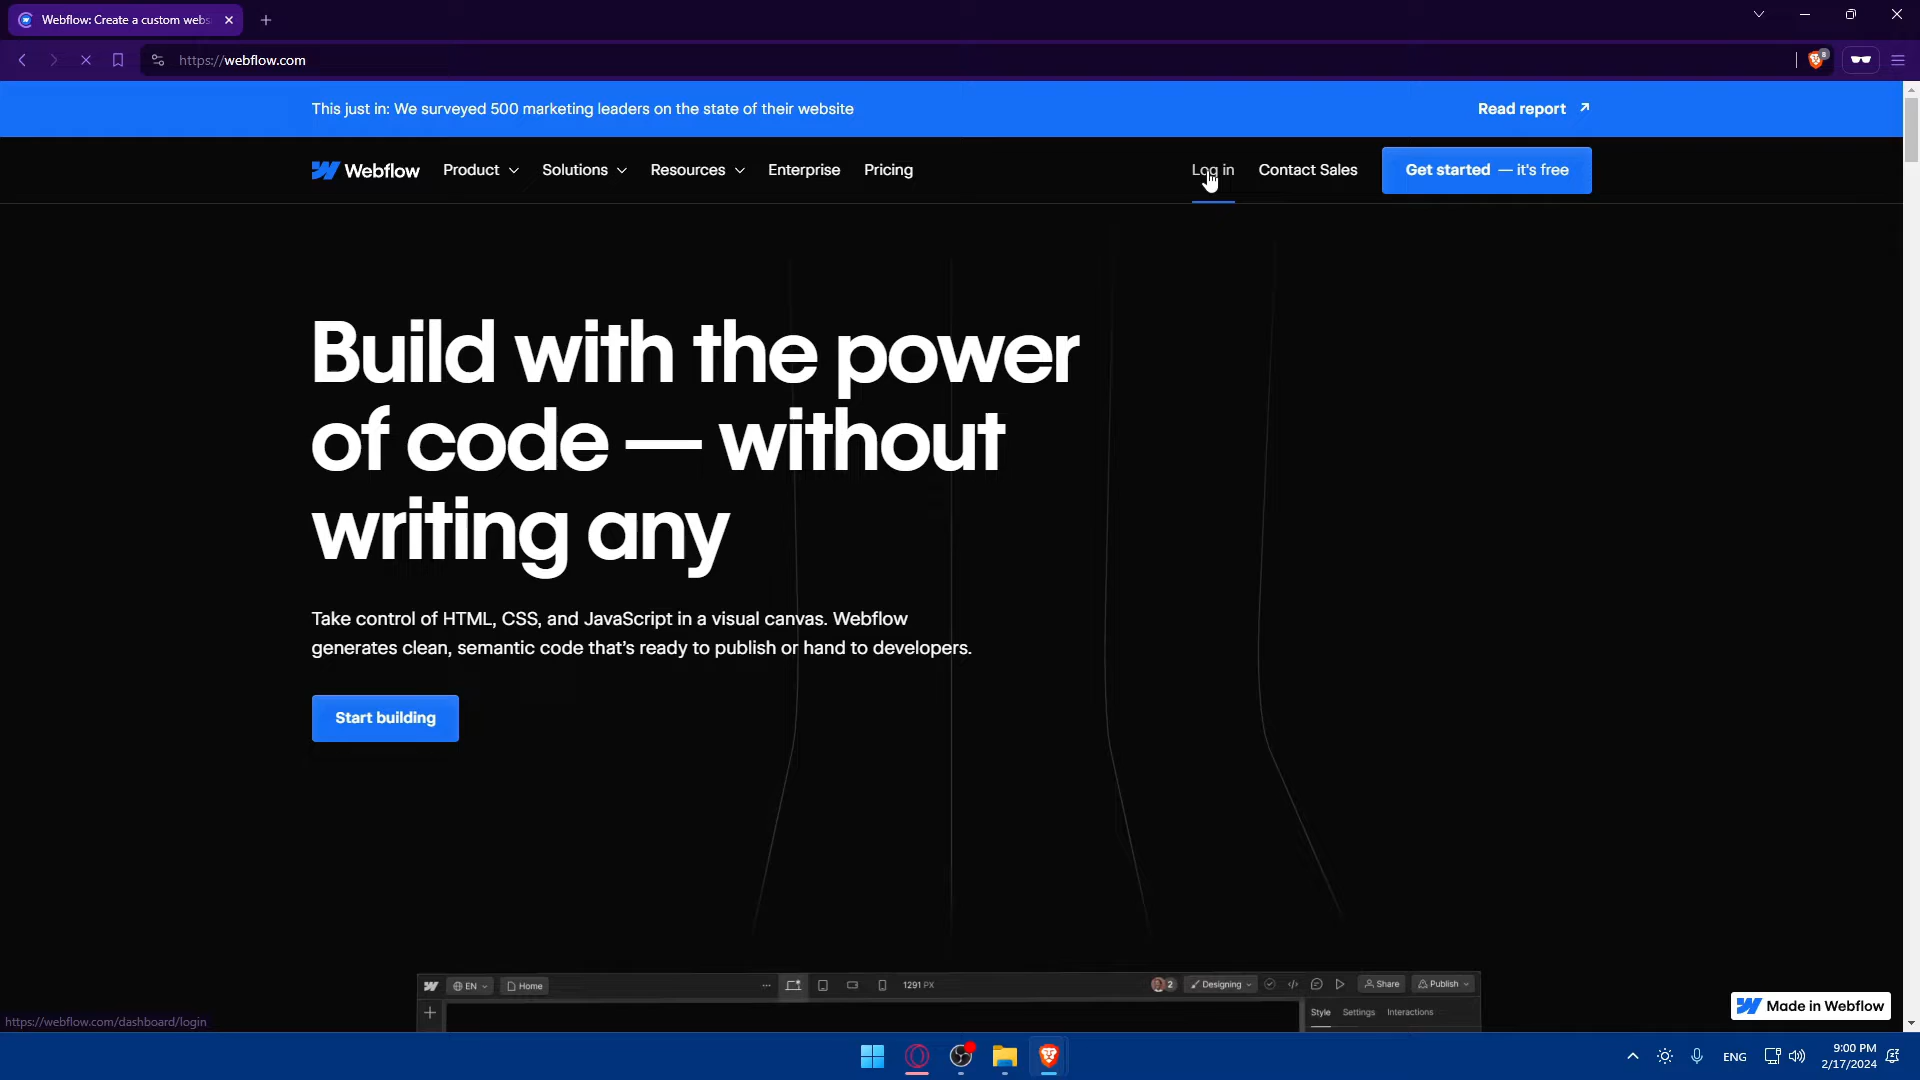 Webflow: Create a custom webs
https://webflow.com
8
This just in: We surveyed 500 marketing leaders on the state of their website
Read report
Webflow
Product
Solutions
Resources
Enterprise
Pricing
Log in
Contact Sales
Get started — it's free
Build with the power
of code — without
writing any
Take control of HTML, CSS, and JavaScript in a visual canvas. Webflow
generates clean, semantic code that's ready to publish or hand to developers.
Start building
EN
Home
1291 PX
2
Designing
Share
Publish
Style
Settings
Interactions
Made in Webflow
https://webflow.com/dashboard/login
ENG
9:00 PM
2/17/2024